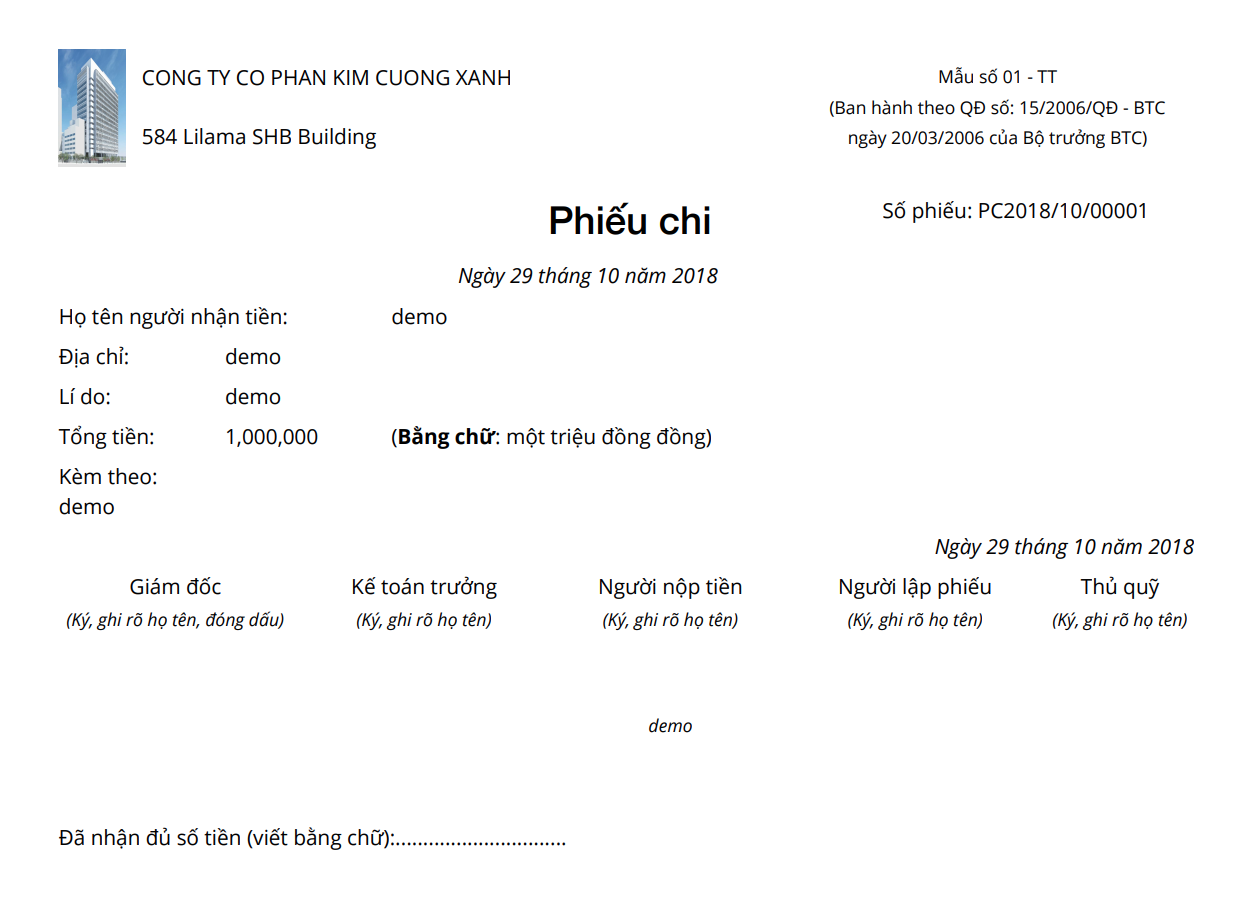 CONG TY CO PHAN KIM CUONG XANH
584 Lilama SHB Building
Mẫu số 01 - TT
(Ban hành theo QĐ số: 15/2006/QĐ - BTC
ngày 20/03/2006 của Bộ trưởng BTC)
Phiếu chi
Số phiếu: PC2018/10/00001
Ngày 29 tháng 10 năm 2018
Họ tên người nhận tiền: demo
Địa chỉ: demo
Lí do: demo
Tổng tiền: 1,000,000 (Bằng chữ: một triệu đồng đồng)
Kèm theo:
demo
Ngày 29 tháng 10 năm 2018
Giám đốc Kế toán trưởng Người nộp tiền Người lập phiếu Thủ quỹ
(Ký, ghi rõ họ tên, đóng dấu) (Ký, ghi rõ họ tên) (Ký, ghi rõ họ tên) (Ký, ghi rõ họ tên) (Ký, ghi rõ họ tên)
demo
Đã nhận đủ số tiền (viết bằng chữ):...............................